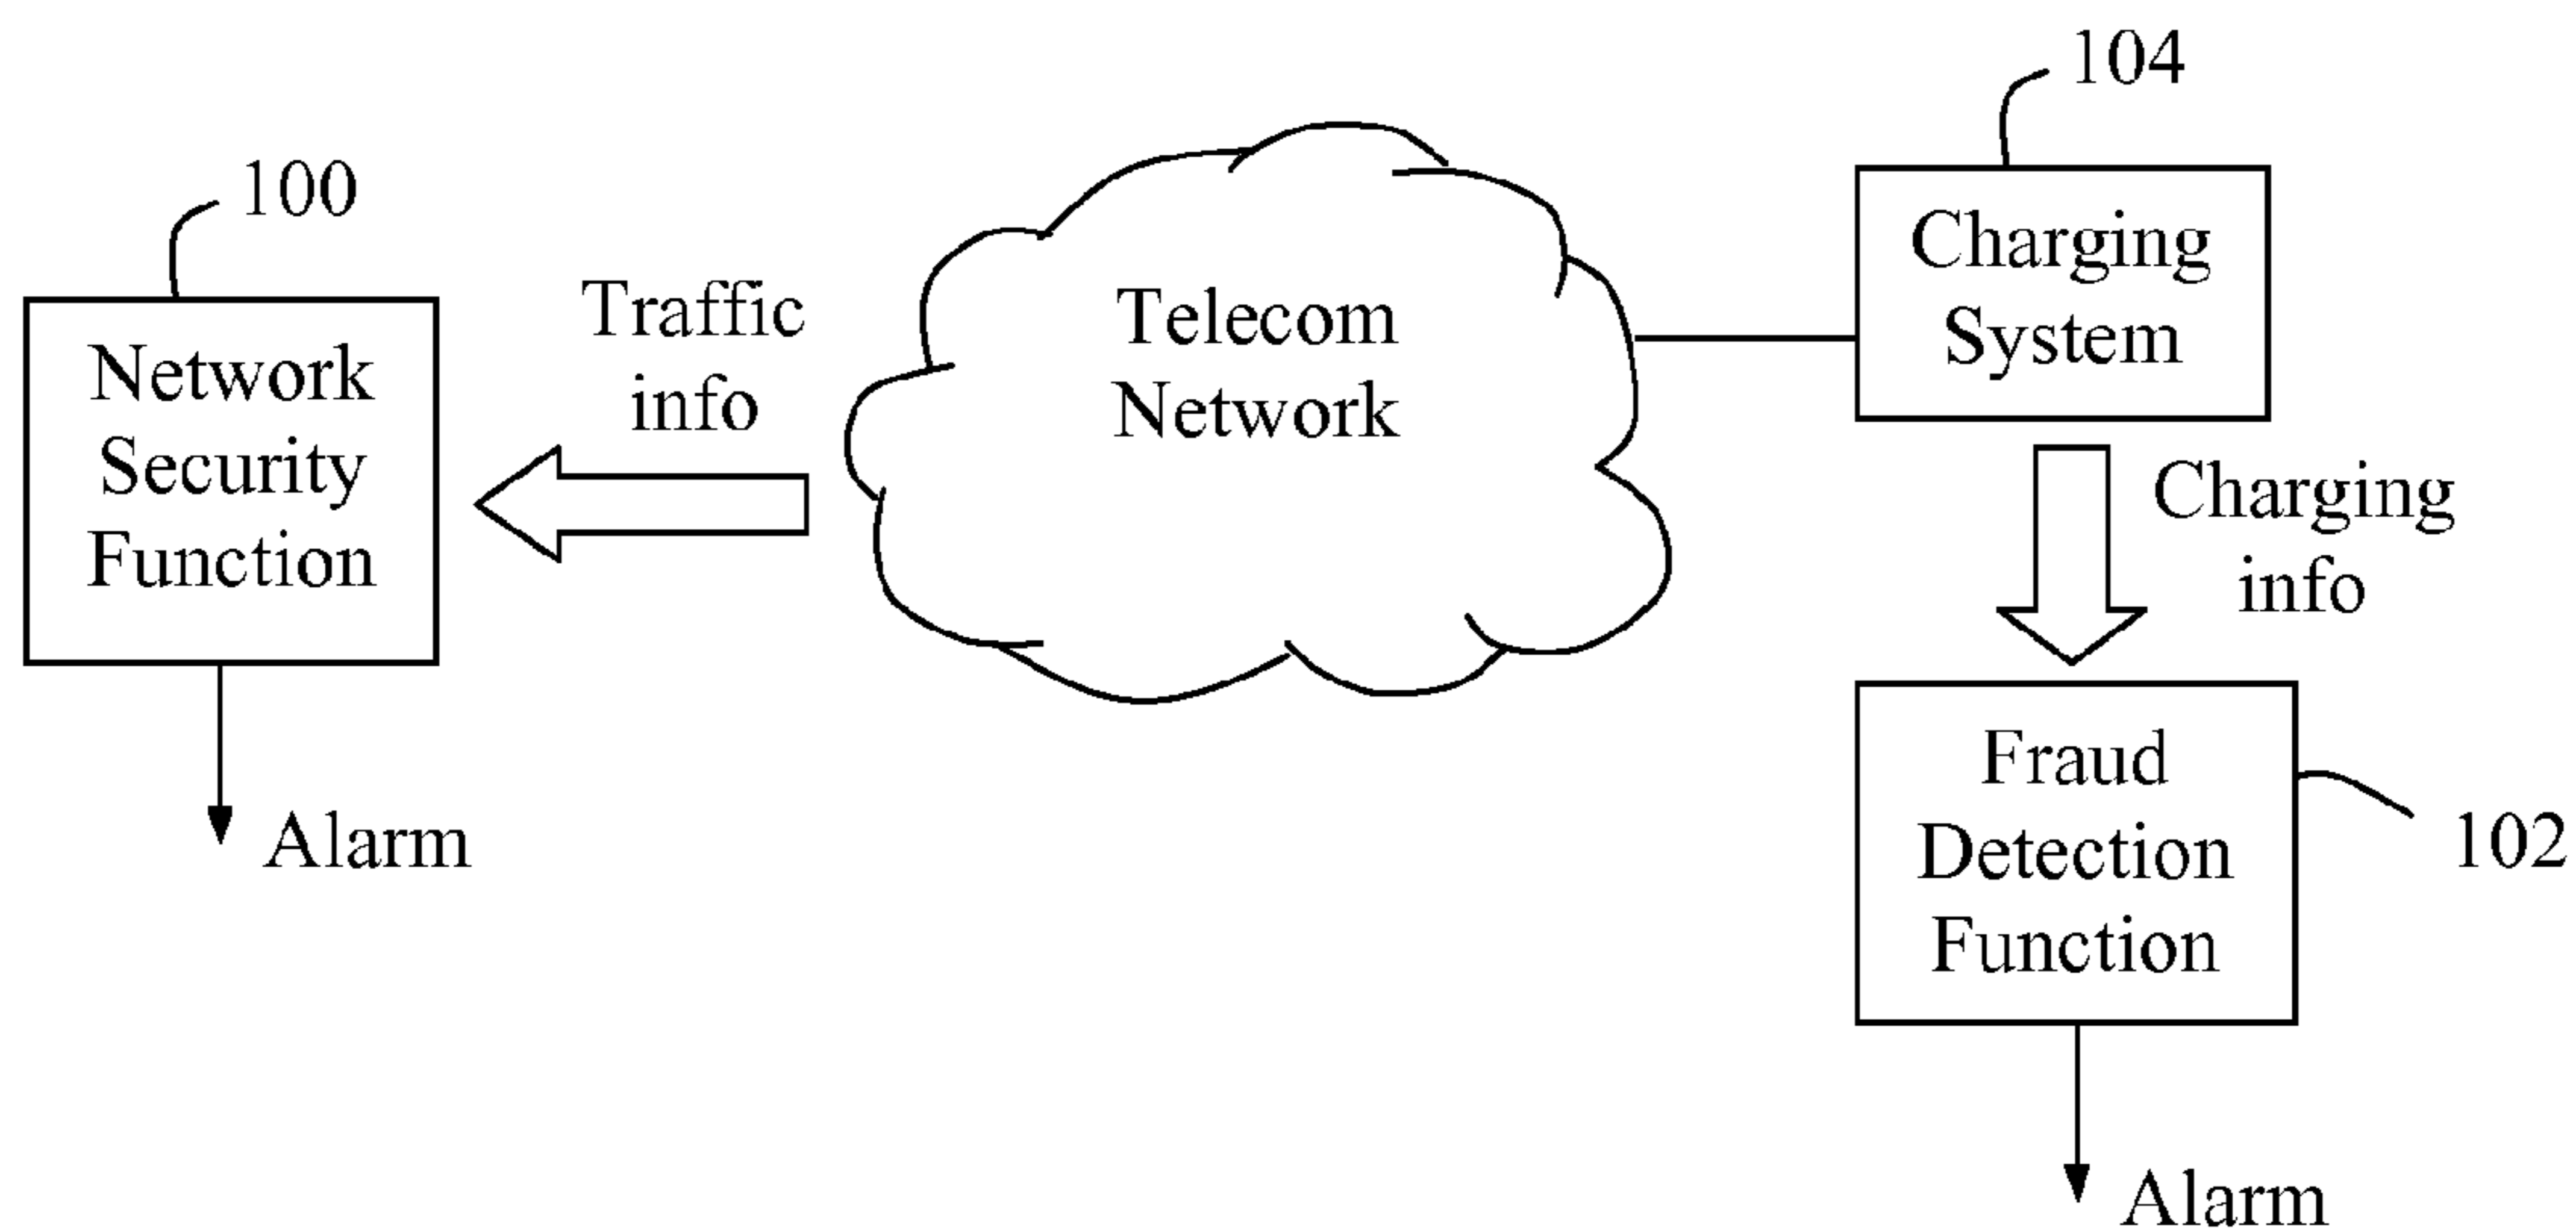 104
100
Charging
System
Traffic
info
Telecom
Network
Network
Security
Function
Charging
info
Fraud
Detection
Function
102
Alarm
Alarm